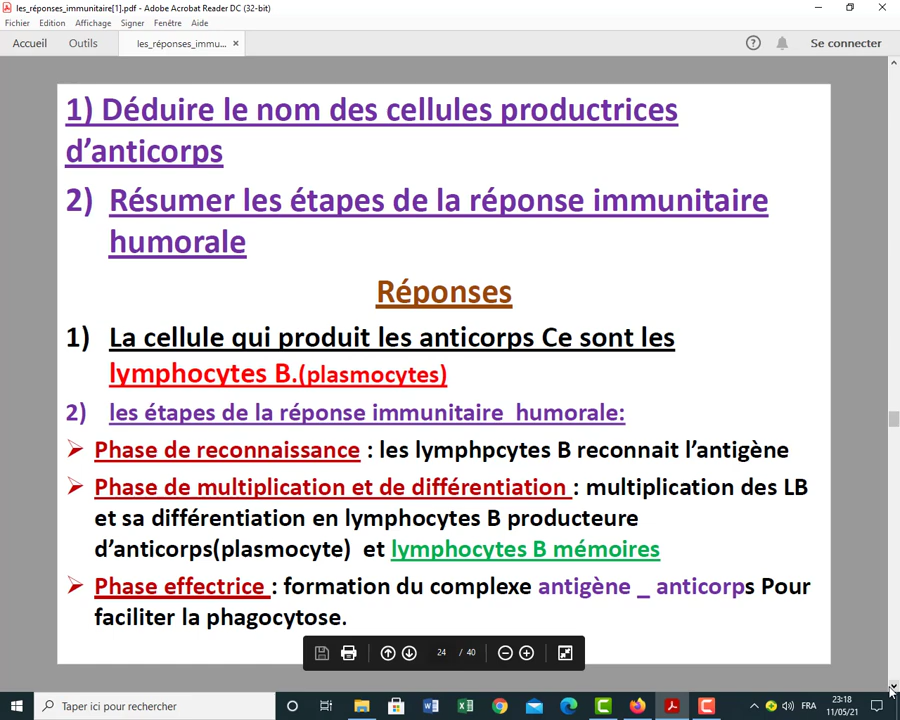 les_réponses_immunitaire[1].pdf - Adobe Acrobat Reader DC (32-bit)
Fichier Edition Affichage Signer Fenêtre Aide
Accueil Outils les_réponses_immu... × ? Se connecter
1) Déduire le nom des cellules productrices
d’anticorps
2) Résumer les étapes de la réponse immunitaire
humorale
Réponses
1) La cellule qui produit les anticorps Ce sont les
lymphocytes B.(plasmocytes)
2) les étapes de la réponse immunitaire humorale:
Phase de reconnaissance : les lymphpcytes B reconnait l’antigène
Phase de multiplication et de différentiation : multiplication des LB
et sa différentiation en lymphocytes B producteure
d’anticorps(plasmocyte) et lymphocytes B mémoires
Phase effectrice : formation du complexe antigène _ anticorps Pour
faciliter la phagocytose.
24 / 40
Taper ici pour rechercher
FRA
23:18
11/05/21